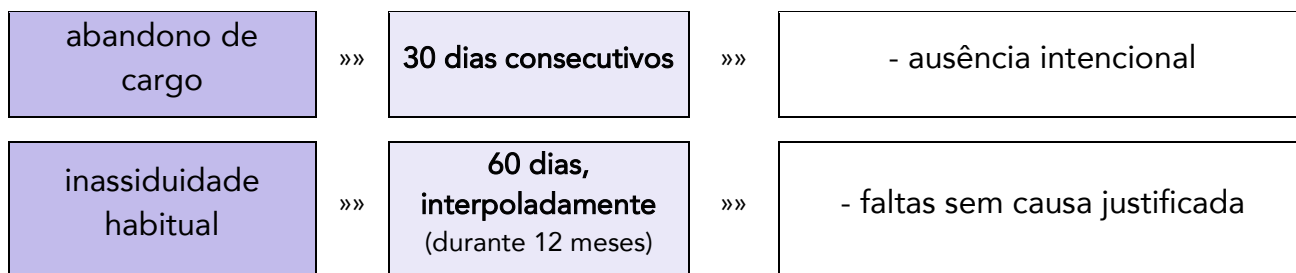 abandono de
cargo
»»
30 dias consecutivos
»»
- ausência intencional
inassiduidade
habitual
»»
60 dias,
interpoladamente
(durante 12 meses)
»»
- faltas sem causa justificada